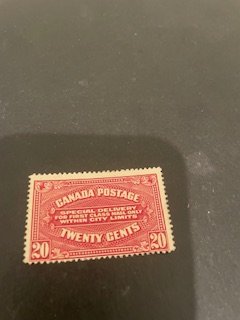 CANADA POSTAGE
SPECIAL DELIVERY
FOR FIRST CLASS MAIL ONLY
WITHIN CITY LIMITS
TWENTY CENTS
20 20